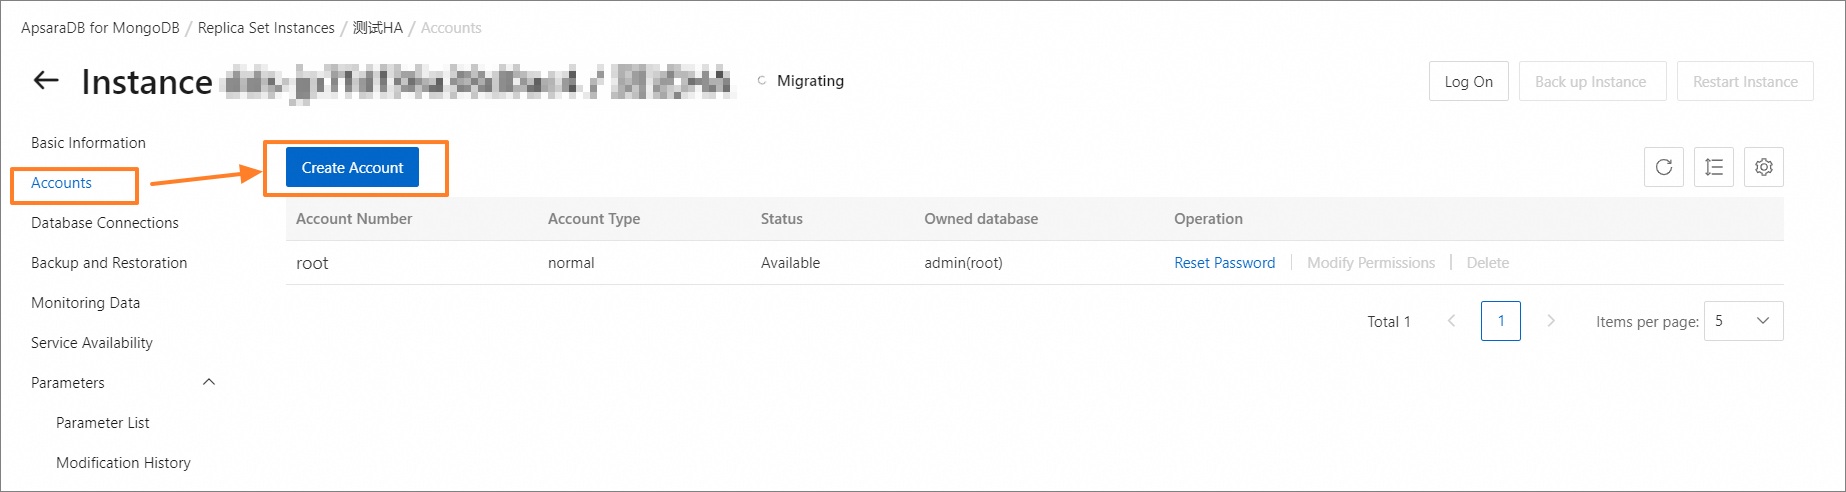 ApsaraDB for MongoDB / Replica Set Instances / 测试HA / Accounts
Instance
Migrating
Log On
Back up Instance
Restart Instance
Basic Information
Accounts
Database Connections
Backup and Restoration
Monitoring Data
Service Availability
Parameters
Parameter List
Modification History
Create Account
Account Number Account Type Status Owned database Operation
root normal Available admin(root) Reset Password | Modify Permissions | Delete
Total 1 < 1 > Items per page: 5